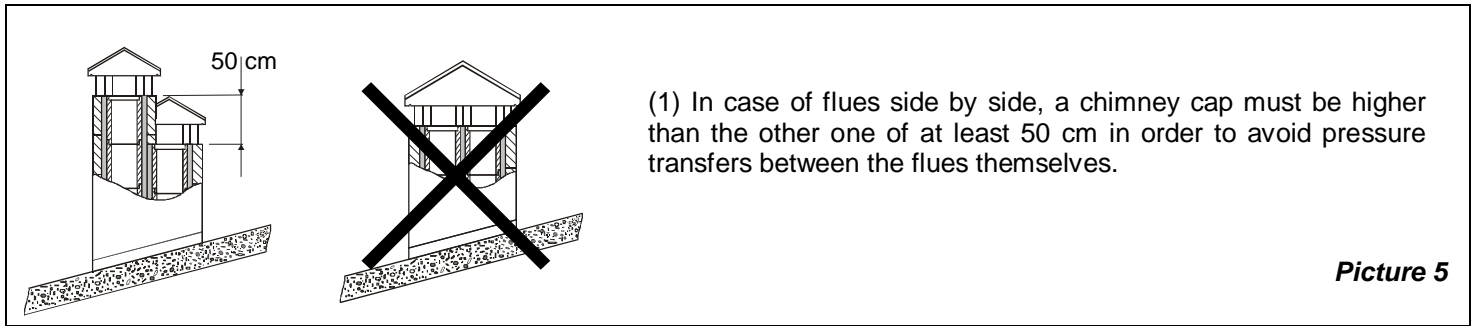 50 cm
(1) In case of flues side by side, a chimney cap must be higher
than the other one of at least 50 cm in order to avoid pressure
transfers between the flues themselves.
Picture 5